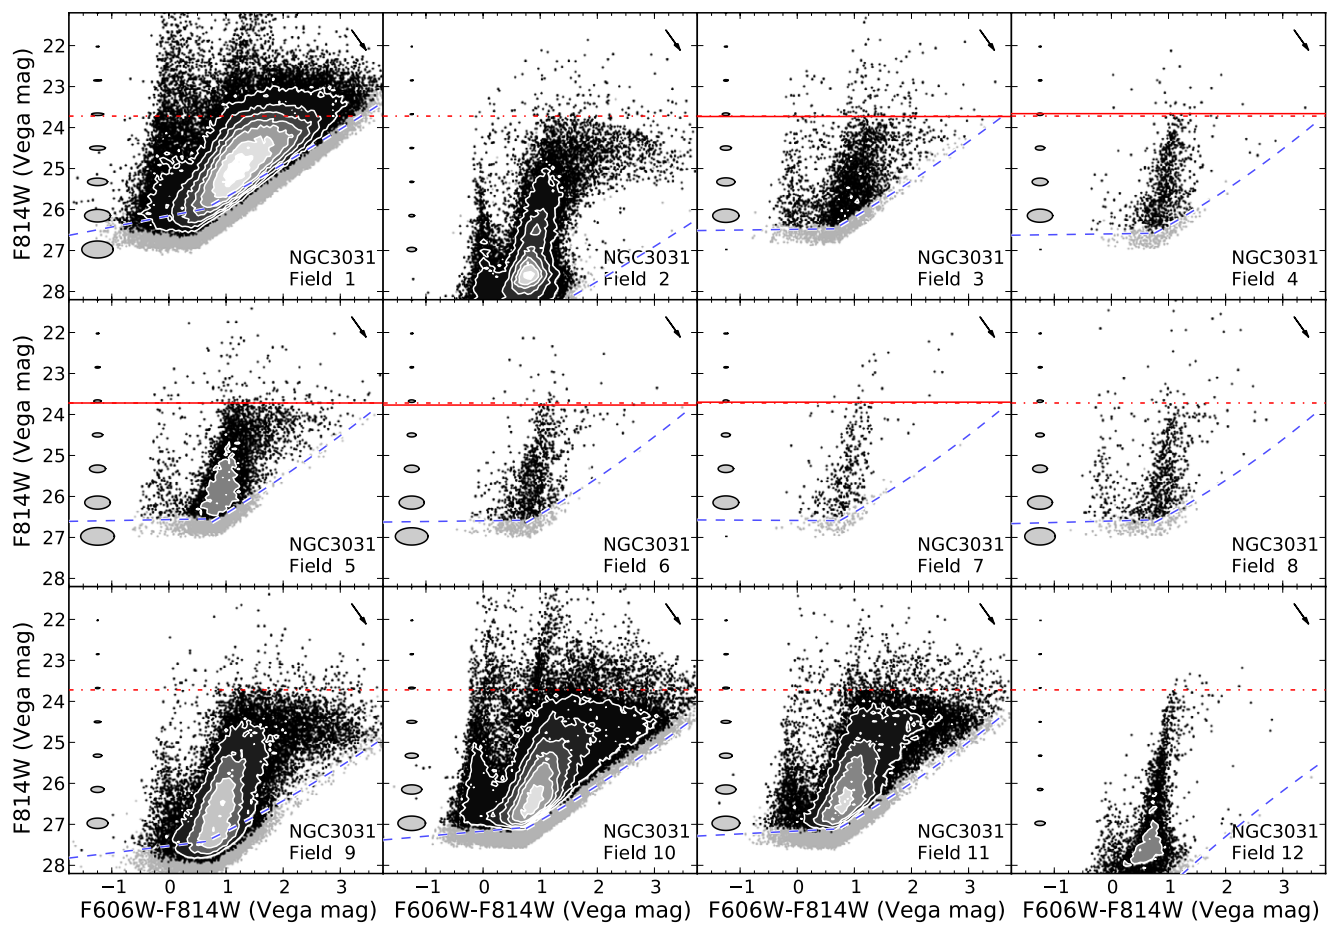 22
23
24
25
26
27
28
F814W (Vega mag)
NGC3031
Field 1
NGC3031
Field 2
NGC3031
Field 3
NGC3031
Field 4
22
23
24
25
26
27
28
F814W (Vega mag)
NGC3031
Field 5
NGC3031
Field 6
NGC3031
Field 7
NGC3031
Field 8
22
23
24
25
26
27
28
F814W (Vega mag)
NGC3031
Field 9
NGC3031
Field 10
NGC3031
Field 11
NGC3031
Field 12
−1 0 1 2 3 −1 0 1 2 3 −1 0 1 2 3 −1 0 1 2 3
F606W-F814W (Vega mag) F606W-F814W (Vega mag) F606W-F814W (Vega mag) F606W-F814W (Vega mag)